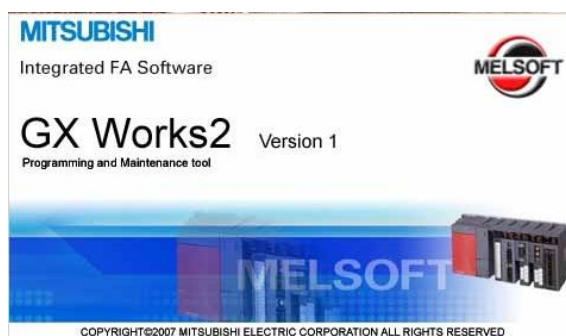 MITSUBISHI
Integrated FA Software
MELSOFT
GX Works2 Version 1
Programming and Maintenance tool
MELSOFT
COPYRIGHT©2007 MITSUBISHI ELECTRIC CORPORATION ALL RIGHTS RESERVED